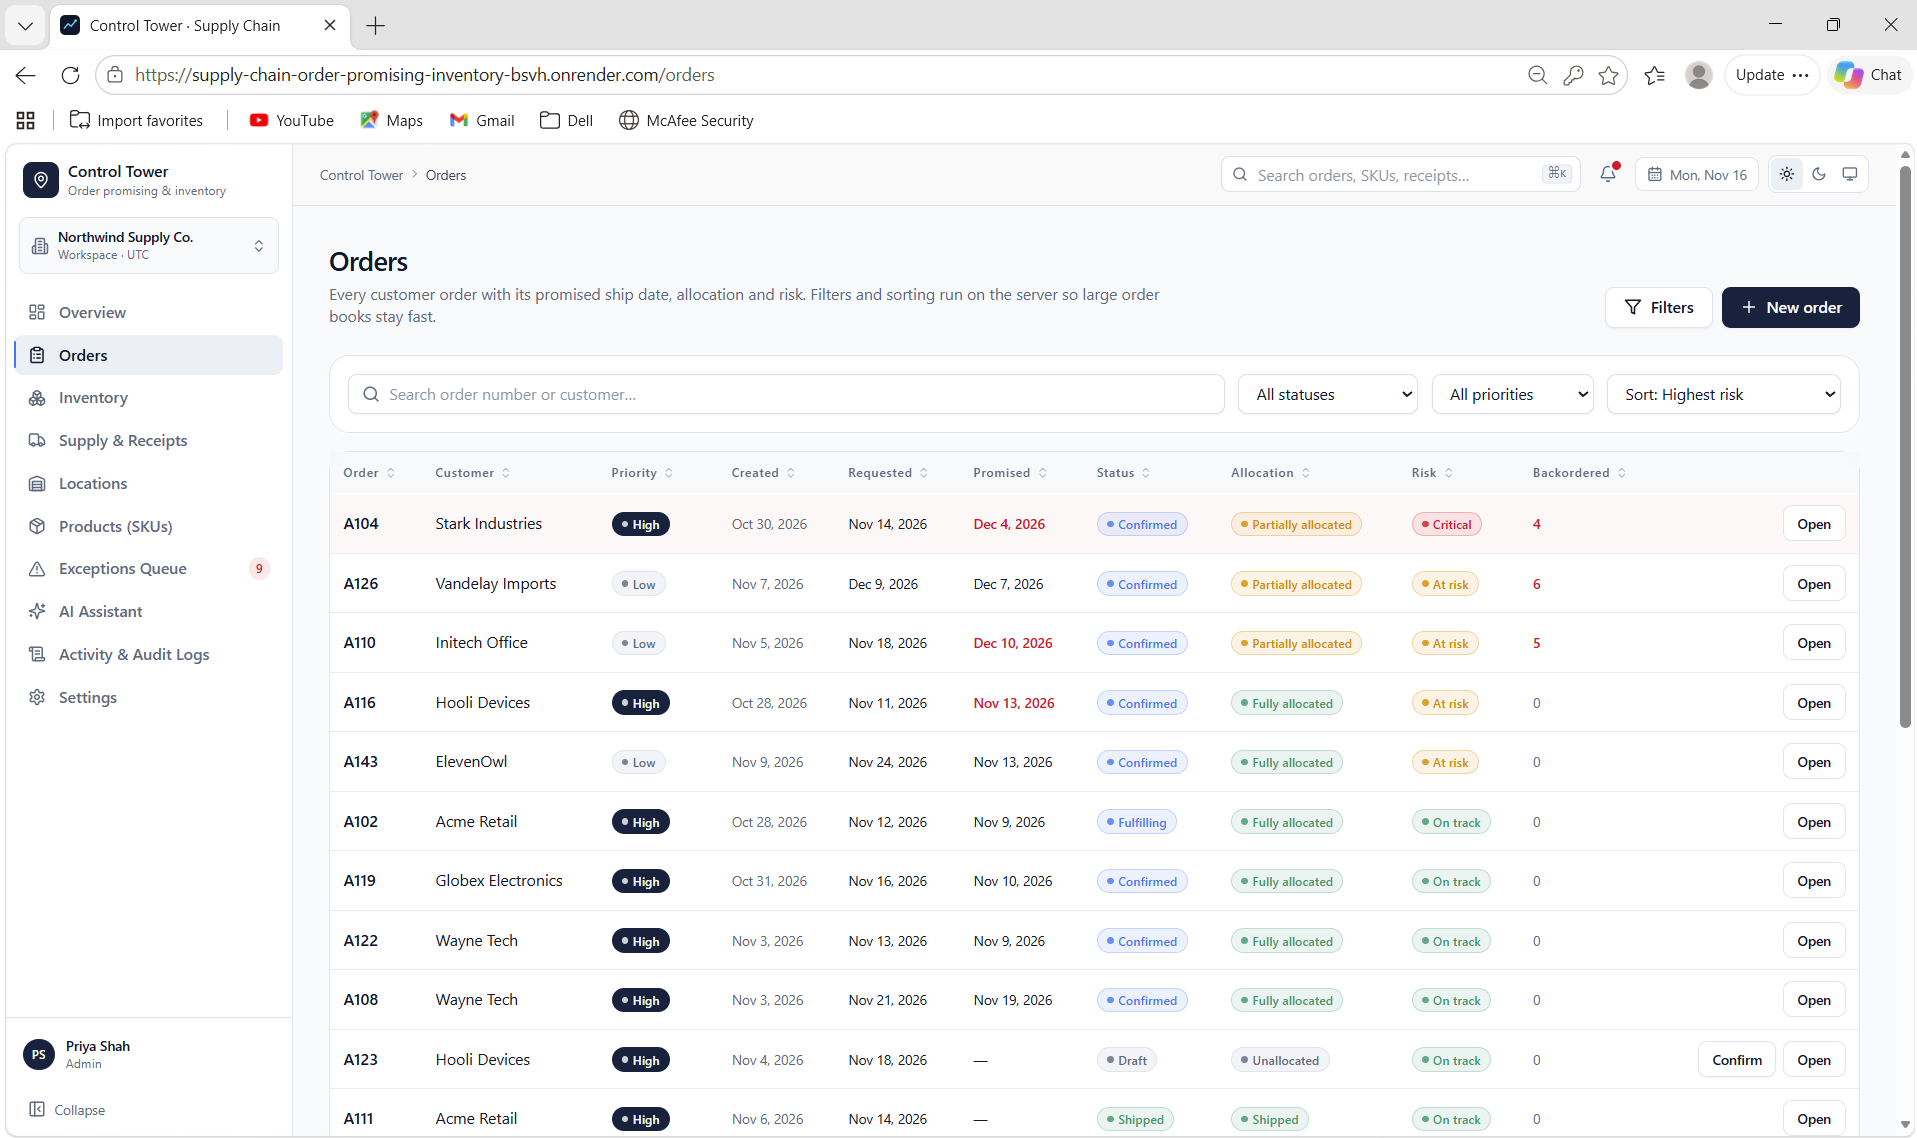 Control Tower · Supply Chain
https://supply-chain-order-promising-inventory-bsvh.onrender.com/orders
Update
Chat
Import favorites
YouTube
Maps
Gmail
Dell
McAfee Security
Control Tower
Order promising & inventory
Northwind Supply Co.
Workspace · UTC
Overview
Orders
Inventory
Supply & Receipts
Locations
Products (SKUs)
Exceptions Queue 9
AI Assistant
Activity & Audit Logs
Settings
PS
Priya Shah
Admin
Collapse
Control Tower > Orders
Search orders, SKUs, receipts... ⌘K
Mon, Nov 16
Orders
Every customer order with its promised ship date, allocation and risk. Filters and sorting run on the server so large order
books stay fast.
Filters
+ New order
Search order number or customer...
All statuses
All priorities
Sort: Highest risk
Order Customer Priority Created Requested Promised Status Allocation Risk Backordered
A104 Stark Industries High Oct 30, 2026 Nov 14, 2026 Dec 4, 2026 Confirmed Partially allocated Critical 4 Open
A126 Vandelay Imports Low Nov 7, 2026 Dec 9, 2026 Dec 7, 2026 Confirmed Partially allocated At risk 6 Open
A110 Initech Office Low Nov 5, 2026 Nov 18, 2026 Dec 10, 2026 Confirmed Partially allocated At risk 5 Open
A116 Hooli Devices High Oct 28, 2026 Nov 11, 2026 Nov 13, 2026 Confirmed Fully allocated At risk 0 Open
A143 ElevenOwl Low Nov 9, 2026 Nov 24, 2026 Nov 13, 2026 Confirmed Fully allocated At risk 0 Open
A102 Acme Retail High Oct 28, 2026 Nov 12, 2026 Nov 9, 2026 Fulfilling Fully allocated On track 0 Open
A119 Globex Electronics High Oct 31, 2026 Nov 16, 2026 Nov 10, 2026 Confirmed Fully allocated On track 0 Open
A122 Wayne Tech High Nov 3, 2026 Nov 13, 2026 Nov 9, 2026 Confirmed Fully allocated On track 0 Open
A108 Wayne Tech High Nov 3, 2026 Nov 21, 2026 Nov 19, 2026 Confirmed Fully allocated On track 0 Open
A123 Hooli Devices High Nov 4, 2026 Nov 18, 2026 — Draft Unallocated On track 0 Confirm Open
A111 Acme Retail High Nov 6, 2026 Nov 14, 2026 — Shipped Shipped On track 0 Open